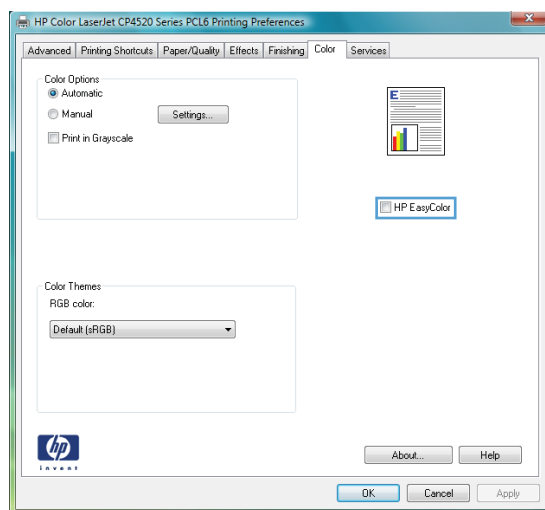 HP Color LaserJet CP4520 Series PCL6 Printing Preferences
Advanced Printing Shortcuts Paper/Quality Effects Finishing Color Services
Color Options
Automatic
Manual
Settings...
Print in Grayscale
E
HP EasyColor
Color Themes
RGB color:
Default (sRGB)
hp
invent
About... Help
OK Cancel Apply